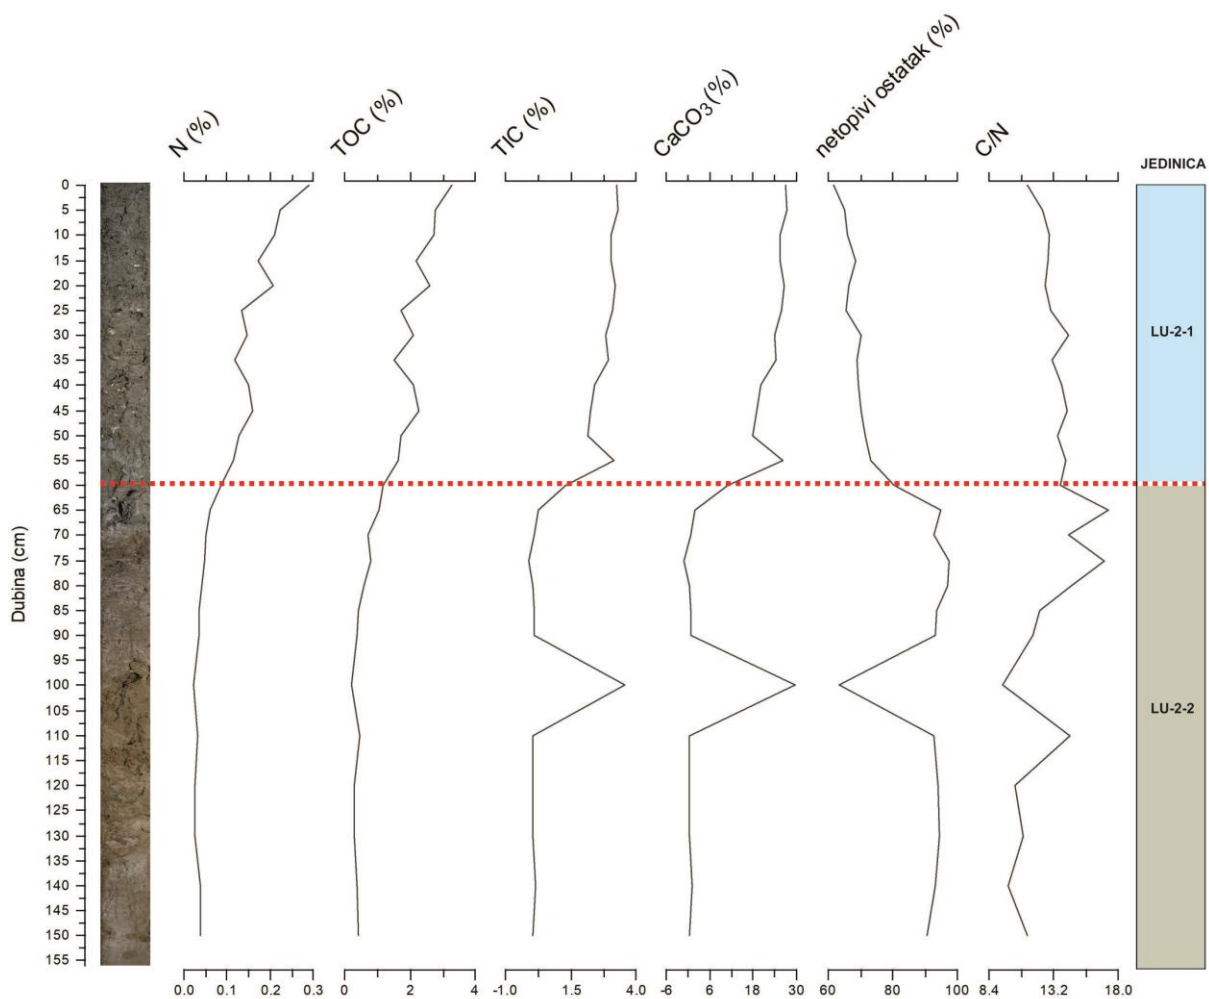 N (%)
TOC (%)
TIC (%)
CaCO3 (%)
netopivi ostatak (%)
C/N
JEDINICA
Dubina (cm)
0
5
10
15
20
25
30
35
40
45
50
55
60
65
70
75
80
85
90
95
100
105
110
115
120
125
130
135
140
145
150
155
LU-2-1
LU-2-2
0.0 0.1 0.2 0.3
0 2 4
-1.0 1.5 4.0
-6 6 18 30
60 80 100
8.4 13.2 18.0